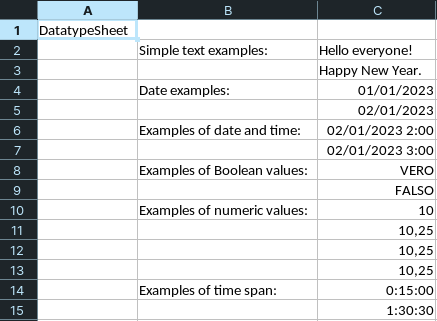 A B C
1 DatatypeSheet
2 Simple text examples: Hello everyone!
3 Happy New Year.
4 Date examples: 01/01/2023
5 02/01/2023
6 Examples of date and time: 02/01/2023 2:00
7 02/01/2023 3:00
8 Examples of Boolean values: VERO
9 FALSO
10 Examples of numeric values: 10
11 10,25
12 10,25
13 10,25
14 Examples of time span: 0:15:00
15 1:30:30